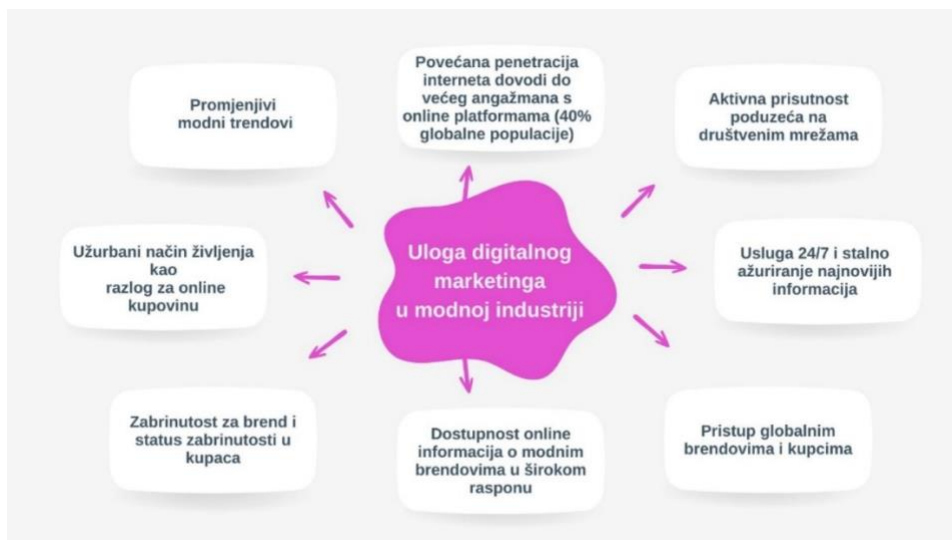 Promjenjivi
modni trendovi
Povećana penetracija
interneta dovodi do
većeg angažmana s
online platformama (40%
globalne populacije)
Aktivna prisutnost
poduzeća na
društvenim mrežama
Užurbani način življenja
kao
razlog za online
kupovinu
Uloga digitalnog
marketinga
u modnoj industriji
Usluga 24/7 i stalno
ažuriranje najnovijih
informacija
Zabrinutost za brend i
status zabrinutosti u
kupaca
Dostupnost online
informacija o modnim
brendovima u širokom
rasponu
Pristup globalnim
brendovima i kupcima